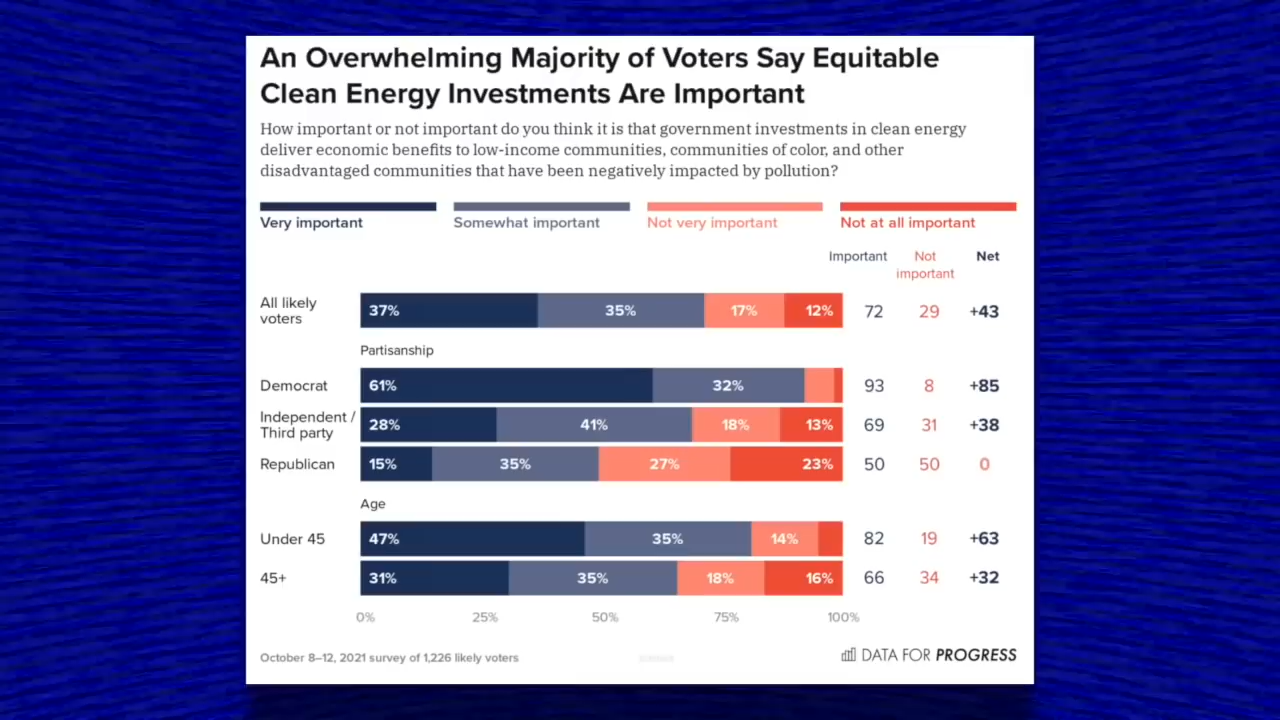 An Overwhelming Majority of Voters Say Equitable
Clean Energy Investments Are Important
How important or not important do you think it is that government investments in clean energy
deliver economic benefits to low-income communities, communities of color, and other
disadvantaged communities that have been negatively impacted by pollution?
Very important Somewhat important Not very important Not at all important
Important Not important Net
All likely voters 37% 35% 17% 12% 72 29 +43
Partisanship
Democrat 61% 32% 93 8 +85
Independent / Third party 28% 41% 18% 13% 69 31 +38
Republican 15% 35% 27% 23% 50 50 0
Age
Under 45 47% 35% 14% 82 19 +63
45+ 31% 35% 18% 16% 66 34 +32
0% 25% 50% 75% 100%
October 8–12, 2021 survey of 1,226 likely voters DATA FOR PROGRESS